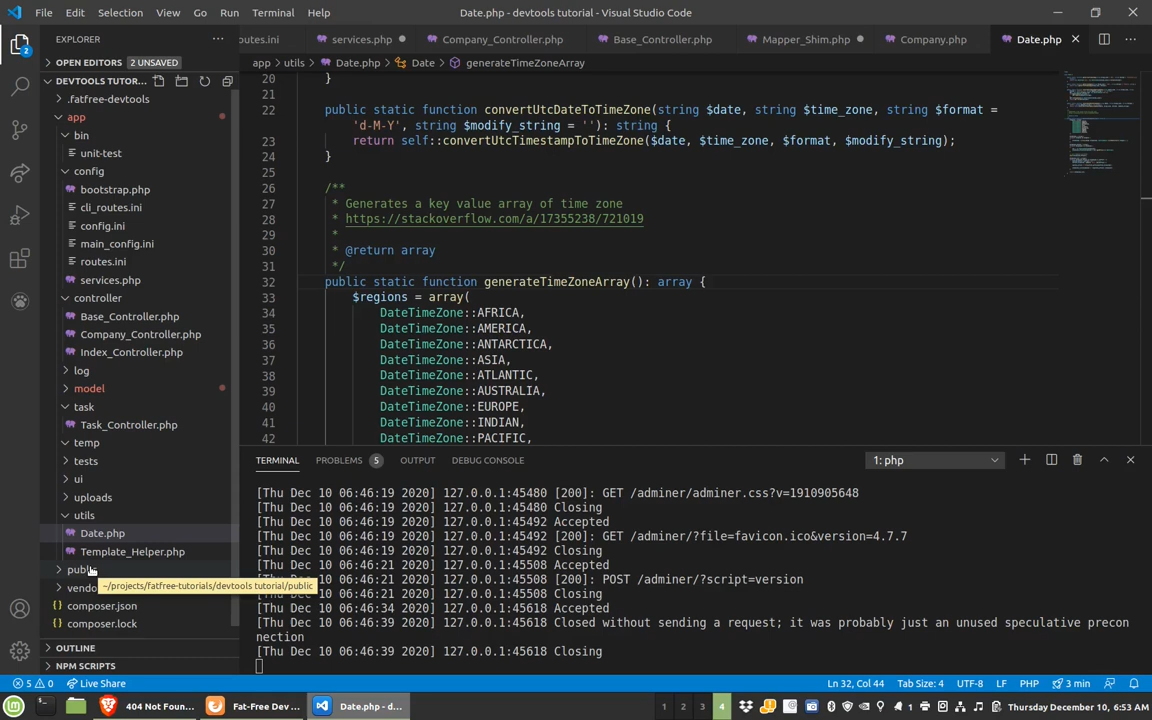 File Edit Selection View Go Run Terminal Help Date.php - devtools tutorial - Visual Studio Code
EXPLORER
outes.ini services.php Company_Controller.php Base_Controller.php Mapper_Shim.php Company.php Date.php
OPEN EDITORS 2 UNSAVED
app > utils > Date.php > Date > generateTimeZoneArray
DEVTOOLS TUTOR...
.fatfree-devtools
app
bin
unit-test
config
bootstrap.php
cli_routes.ini
config.ini
main_config.ini
routes.ini
services.php
controller
Base_Controller.php
Company_Controller.php
Index_Controller.php
log
model
task
Task_Controller.php
temp
tests
ui
uploads
utils
Date.php
Template_Helper.php
public
~/projects/fatfree-tutorials/devtools tutorial/public
vendo
composer.json
composer.lock
OUTLINE
NPM SCRIPTS
2
20 }
21
22 public static function convertUtcDateToTimeZone(string $date, string $time_zone, string $format =
'd-M-Y', string $modify_string = ''): string {
23 return self::convertUtcTimestampToTimeZone($date, $time_zone, $format, $modify_string);
24 }
25
26 /**
27 * Generates a key value array of time zone
28 * https://stackoverflow.com/a/17355238/721019
29 *
30 * @return array
31 */
32 public static function generateTimeZoneArray(): array {
33 $regions = array(
34 DateTimeZone::AFRICA,
35 DateTimeZone::AMERICA,
36 DateTimeZone::ANTARCTICA,
37 DateTimeZone::ASIA,
38 DateTimeZone::ATLANTIC,
39 DateTimeZone::AUSTRALIA,
40 DateTimeZone::EUROPE,
41 DateTimeZone::INDIAN,
42 DateTimeZone::PACIFIC,
TERMINAL PROBLEMS 5 OUTPUT DEBUG CONSOLE 1: php
[Thu Dec 10 06:46:19 2020] 127.0.0.1:45480 [200]: GET /adminer/adminer.css?v=1910905648
[Thu Dec 10 06:46:19 2020] 127.0.0.1:45480 Closing
[Thu Dec 10 06:46:19 2020] 127.0.0.1:45492 Accepted
[Thu Dec 10 06:46:19 2020] 127.0.0.1:45492 [200]: GET /adminer/?file=favicon.ico&version=4.7.7
[Thu Dec 10 06:46:19 2020] 127.0.0.1:45492 Closing
[Thu Dec 10 06:46:21 2020] 127.0.0.1:45508 Accepted
[Thu Dec 10 06:46:21 2020] 127.0.0.1:45508 [200]: POST /adminer/?script=version
[Thu Dec 10 06:46:21 2020] 127.0.0.1:45508 Closing
[Thu Dec 10 06:46:34 2020] 127.0.0.1:45618 Accepted
[Thu Dec 10 06:46:39 2020] 127.0.0.1:45618 Closed without sending a request; it was probably just an unused speculative precon
nection
[Thu Dec 10 06:46:39 2020] 127.0.0.1:45618 Closing
5 0 Live Share Ln 32, Col 44 Tab Size: 4 UTF-8 LF PHP 3 min
404 Not Foun... Fat-Free Dev ... Date.php - d... 1 2 3 4 1 Thursday December 10, 6:53 AM